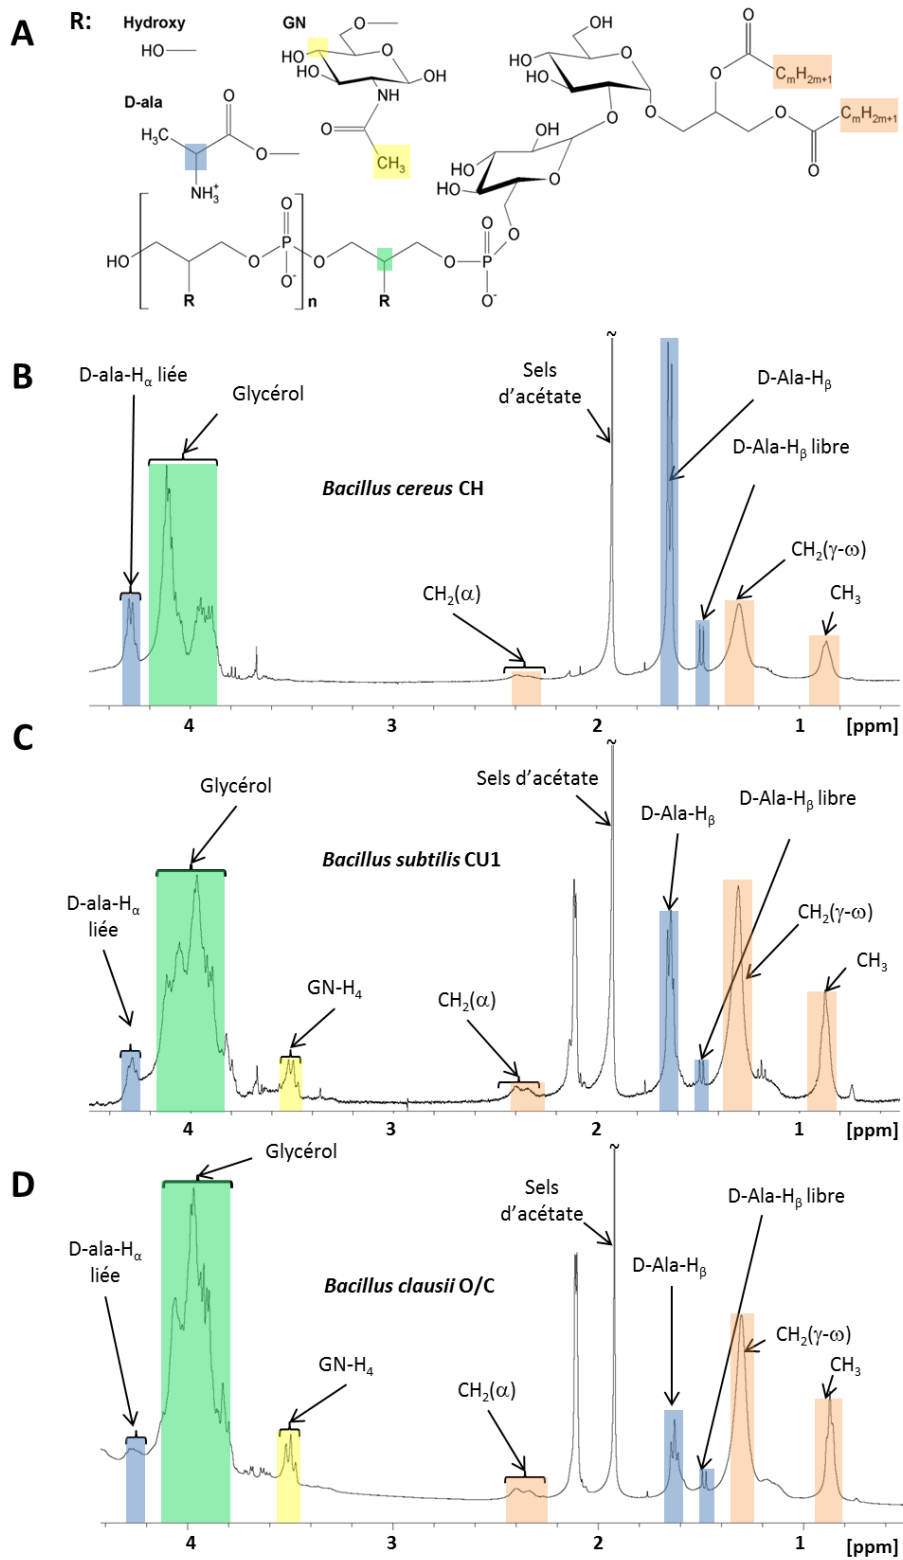 A
R:
Hydroxy
HO
D-ala
H₃C
O
O
NH₃⁺
GN
O
HO
O
HO
OH
NH
O
CH₃
OH
HO
O
HO
HO
O
O
O
O
CₘH₂ₘ₊₁
O
CₘH₂ₘ₊₁
O
OH
HO
HO
HO
O
O
HO
O
O
P
O⁻
R
n
O
R
O
O
P
O⁻
B
D-ala-Hα liée
Glycérol
Bacillus cereus CH
CH₂(α)
Sels
d'acétate
~
D-Ala-Hβ
D-Ala-Hβ libre
CH₂(γ-ω)
CH₃
4 3 2 1 [ppm]
C
D-ala-Hα
liée
Glycérol
Bacillus subtilis CU1
GN-H₄
CH₂(α)
Sels d'acétate
~
D-Ala-Hβ
D-Ala-Hβ libre
CH₂(γ-ω)
CH₃
4 3 2 1 [ppm]
D
D-ala-Hα
liée
Glycérol
Bacillus clausii O/C
GN-H₄
CH₂(α)
Sels
d'acétate
~
D-Ala-Hβ
D-Ala-Hβ libre
CH₂(γ-ω)
CH₃
4 3 2 1 [ppm]